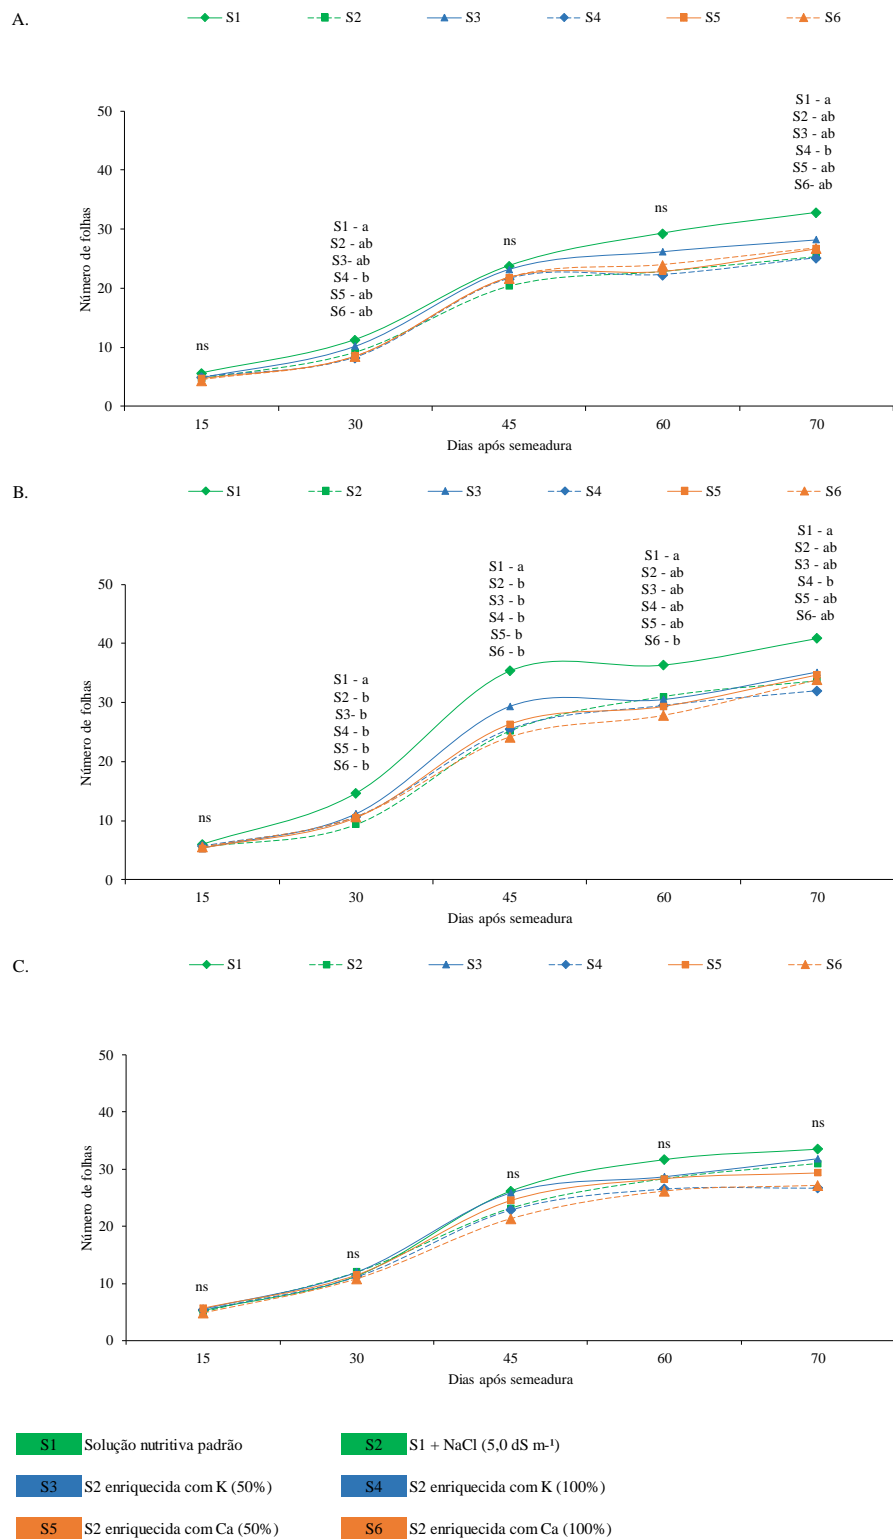 A.
S1 S2 S3 S4 S5 S6
50
40
30
20
10
0
Número de folhas
ns
S1 - a
S2 - ab
S3- ab
S4 - b
S5 - ab
S6 - ab
ns
ns
S1 - a
S2 - ab
S3 - ab
S4 - b
S5 - ab
S6- ab
15 30 45 60 70
Dias após semeadura
B.
S1 S2 S3 S4 S5 S6
50
40
30
20
10
0
Número de folhas
ns
S1 - a
S2 - b
S3- b
S4 - b
S5 - b
S6 - b
S1 - a
S2 - b
S3 - b
S4 - b
S5- b
S6 - b
S1 - a
S2 - ab
S3 - ab
S4 - ab
S5 - ab
S6 - b
S1 - a
S2 - ab
S3 - ab
S4 - b
S5 - ab
S6- ab
15 30 45 60 70
Dias após semeadura
C.
S1 S2 S3 S4 S5 S6
50
40
30
20
10
0
Número de folhas
ns
ns
ns
ns
ns
15 30 45 60 70
Dias após semeadura
S1 Solução nutritiva padrão
S2 S1 + NaCl (5,0 dS m-¹)
S3 S2 enriquecida com K (50%)
S4 S2 enriquecida com K (100%)
S5 S2 enriquecida com Ca (50%)
S6 S2 enriquecida com Ca (100%)